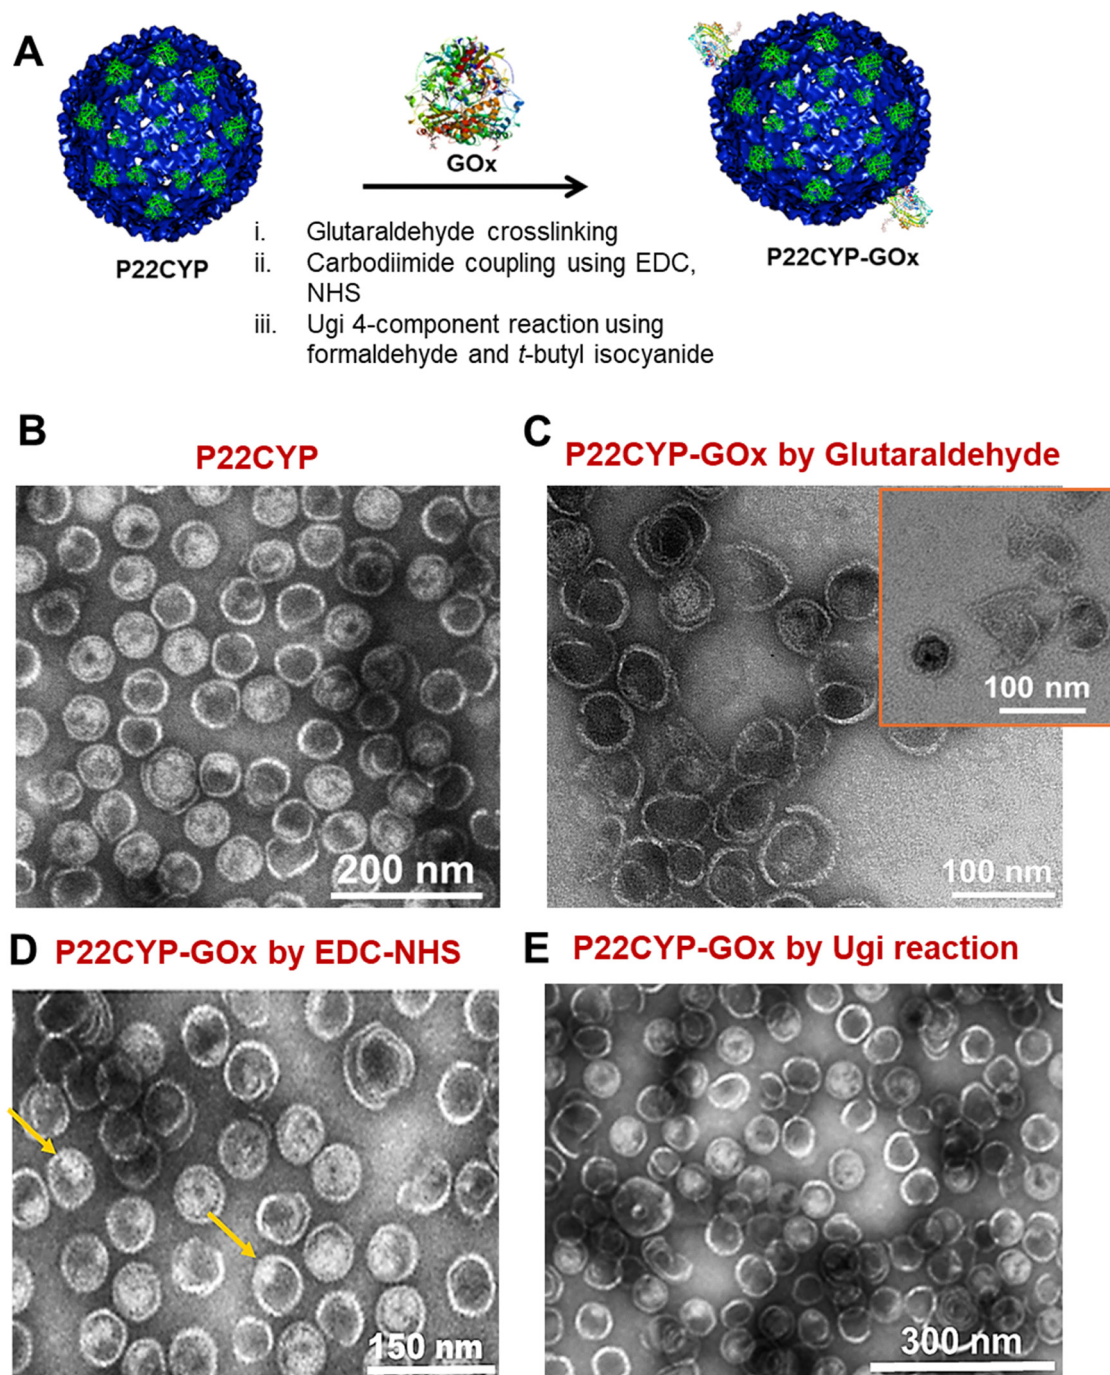 A
GOx
P22CYP
P22CYP-GOx
i. Glutaraldehyde crosslinking
ii. Carbodiimide coupling using EDC,
NHS
iii. Ugi 4-component reaction using
formaldehyde and t-butyl isocyanide
B
P22CYP
200 nm
C
P22CYP-GOx by Glutaraldehyde
100 nm
100 nm
D P22CYP-GOx by EDC-NHS
150 nm
E P22CYP-GOx by Ugi reaction
300 nm